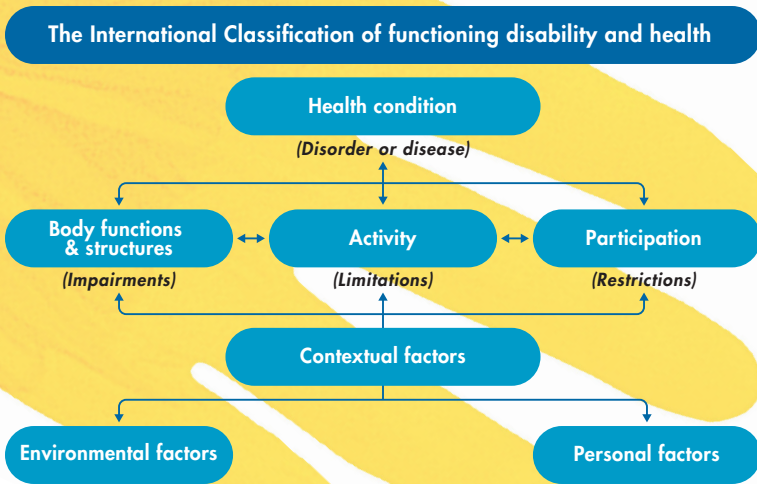 The International Classification of functioning disability and health
Health condition
(Disorder or disease)
Body functions
& structures
Activity
Participation
(Impairments)
(Limitations)
(Restrictions)
Contextual factors
Environmental factors
Personal factors